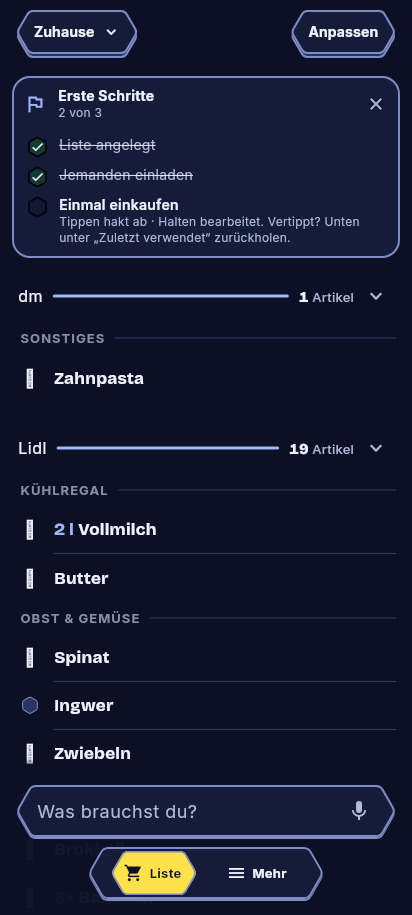 Zuhause
Anpassen
Erste Schritte
2 von 3
Liste angelegt
Jemanden einladen
Einmal einkaufen
Tippen hakt ab · Halten bearbeitet. Vertippt? Unten
unter „Zuletzt verwendet“ zurückholen.
dm 1 Artikel
SONSTIGES
Zahnpasta
Lidl 19 Artikel
KÜHLREGAL
2 l Vollmilch
Butter
OBST & GEMÜSE
Spinat
Ingwer
Zwiebeln
Was brauchst du?
Liste
Mehr